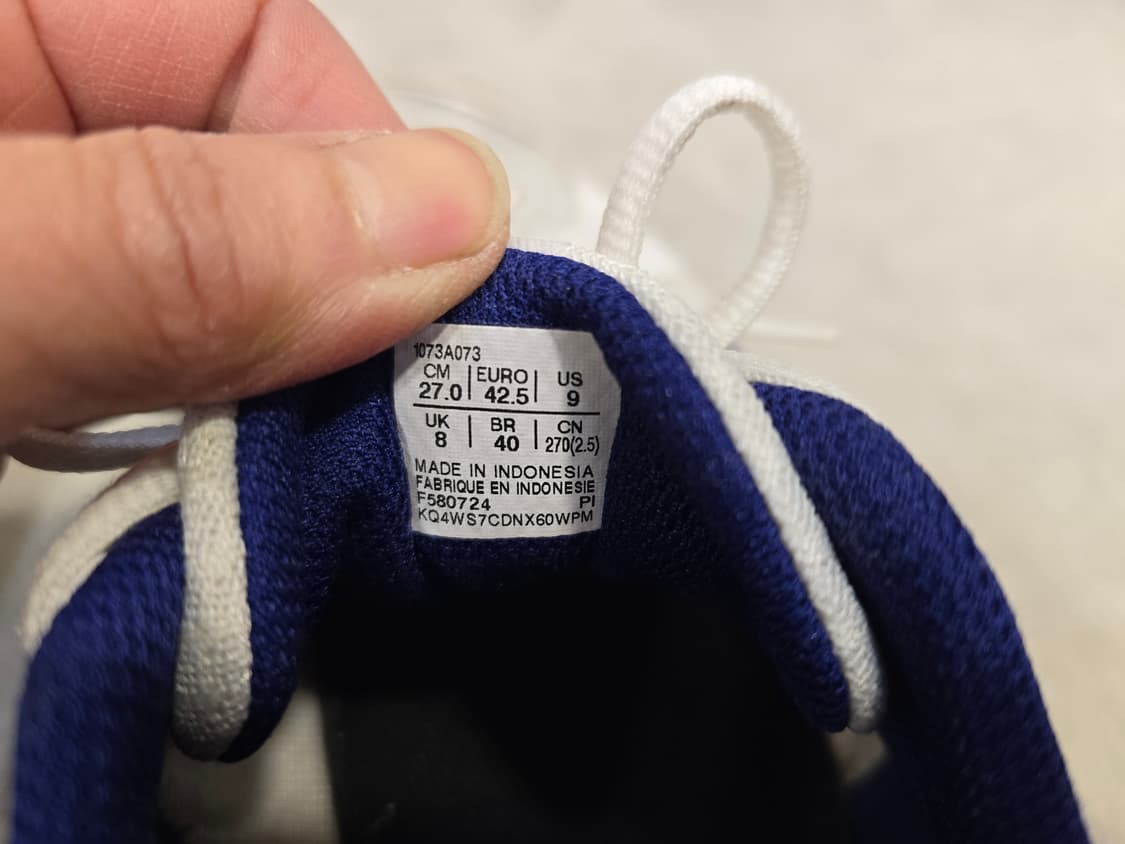 1073A073
CM | EURO | US
27.0 | 42.5 | 9
UK | BR | CN
8 | 40 | 270(2.5)
MADE IN INDONESIA
FABRIQUE EN INDONESIE
F580724 PI
KQ4WS7CDNX60WPM